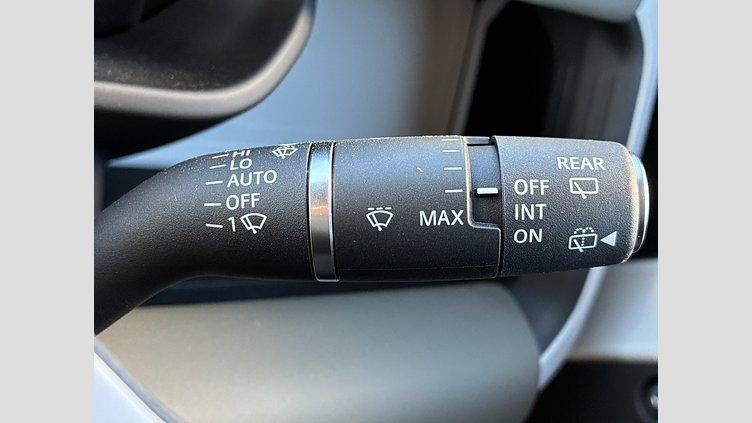 HI
LO
AUTO
OFF
1
MAX
REAR
OFF
INT
ON